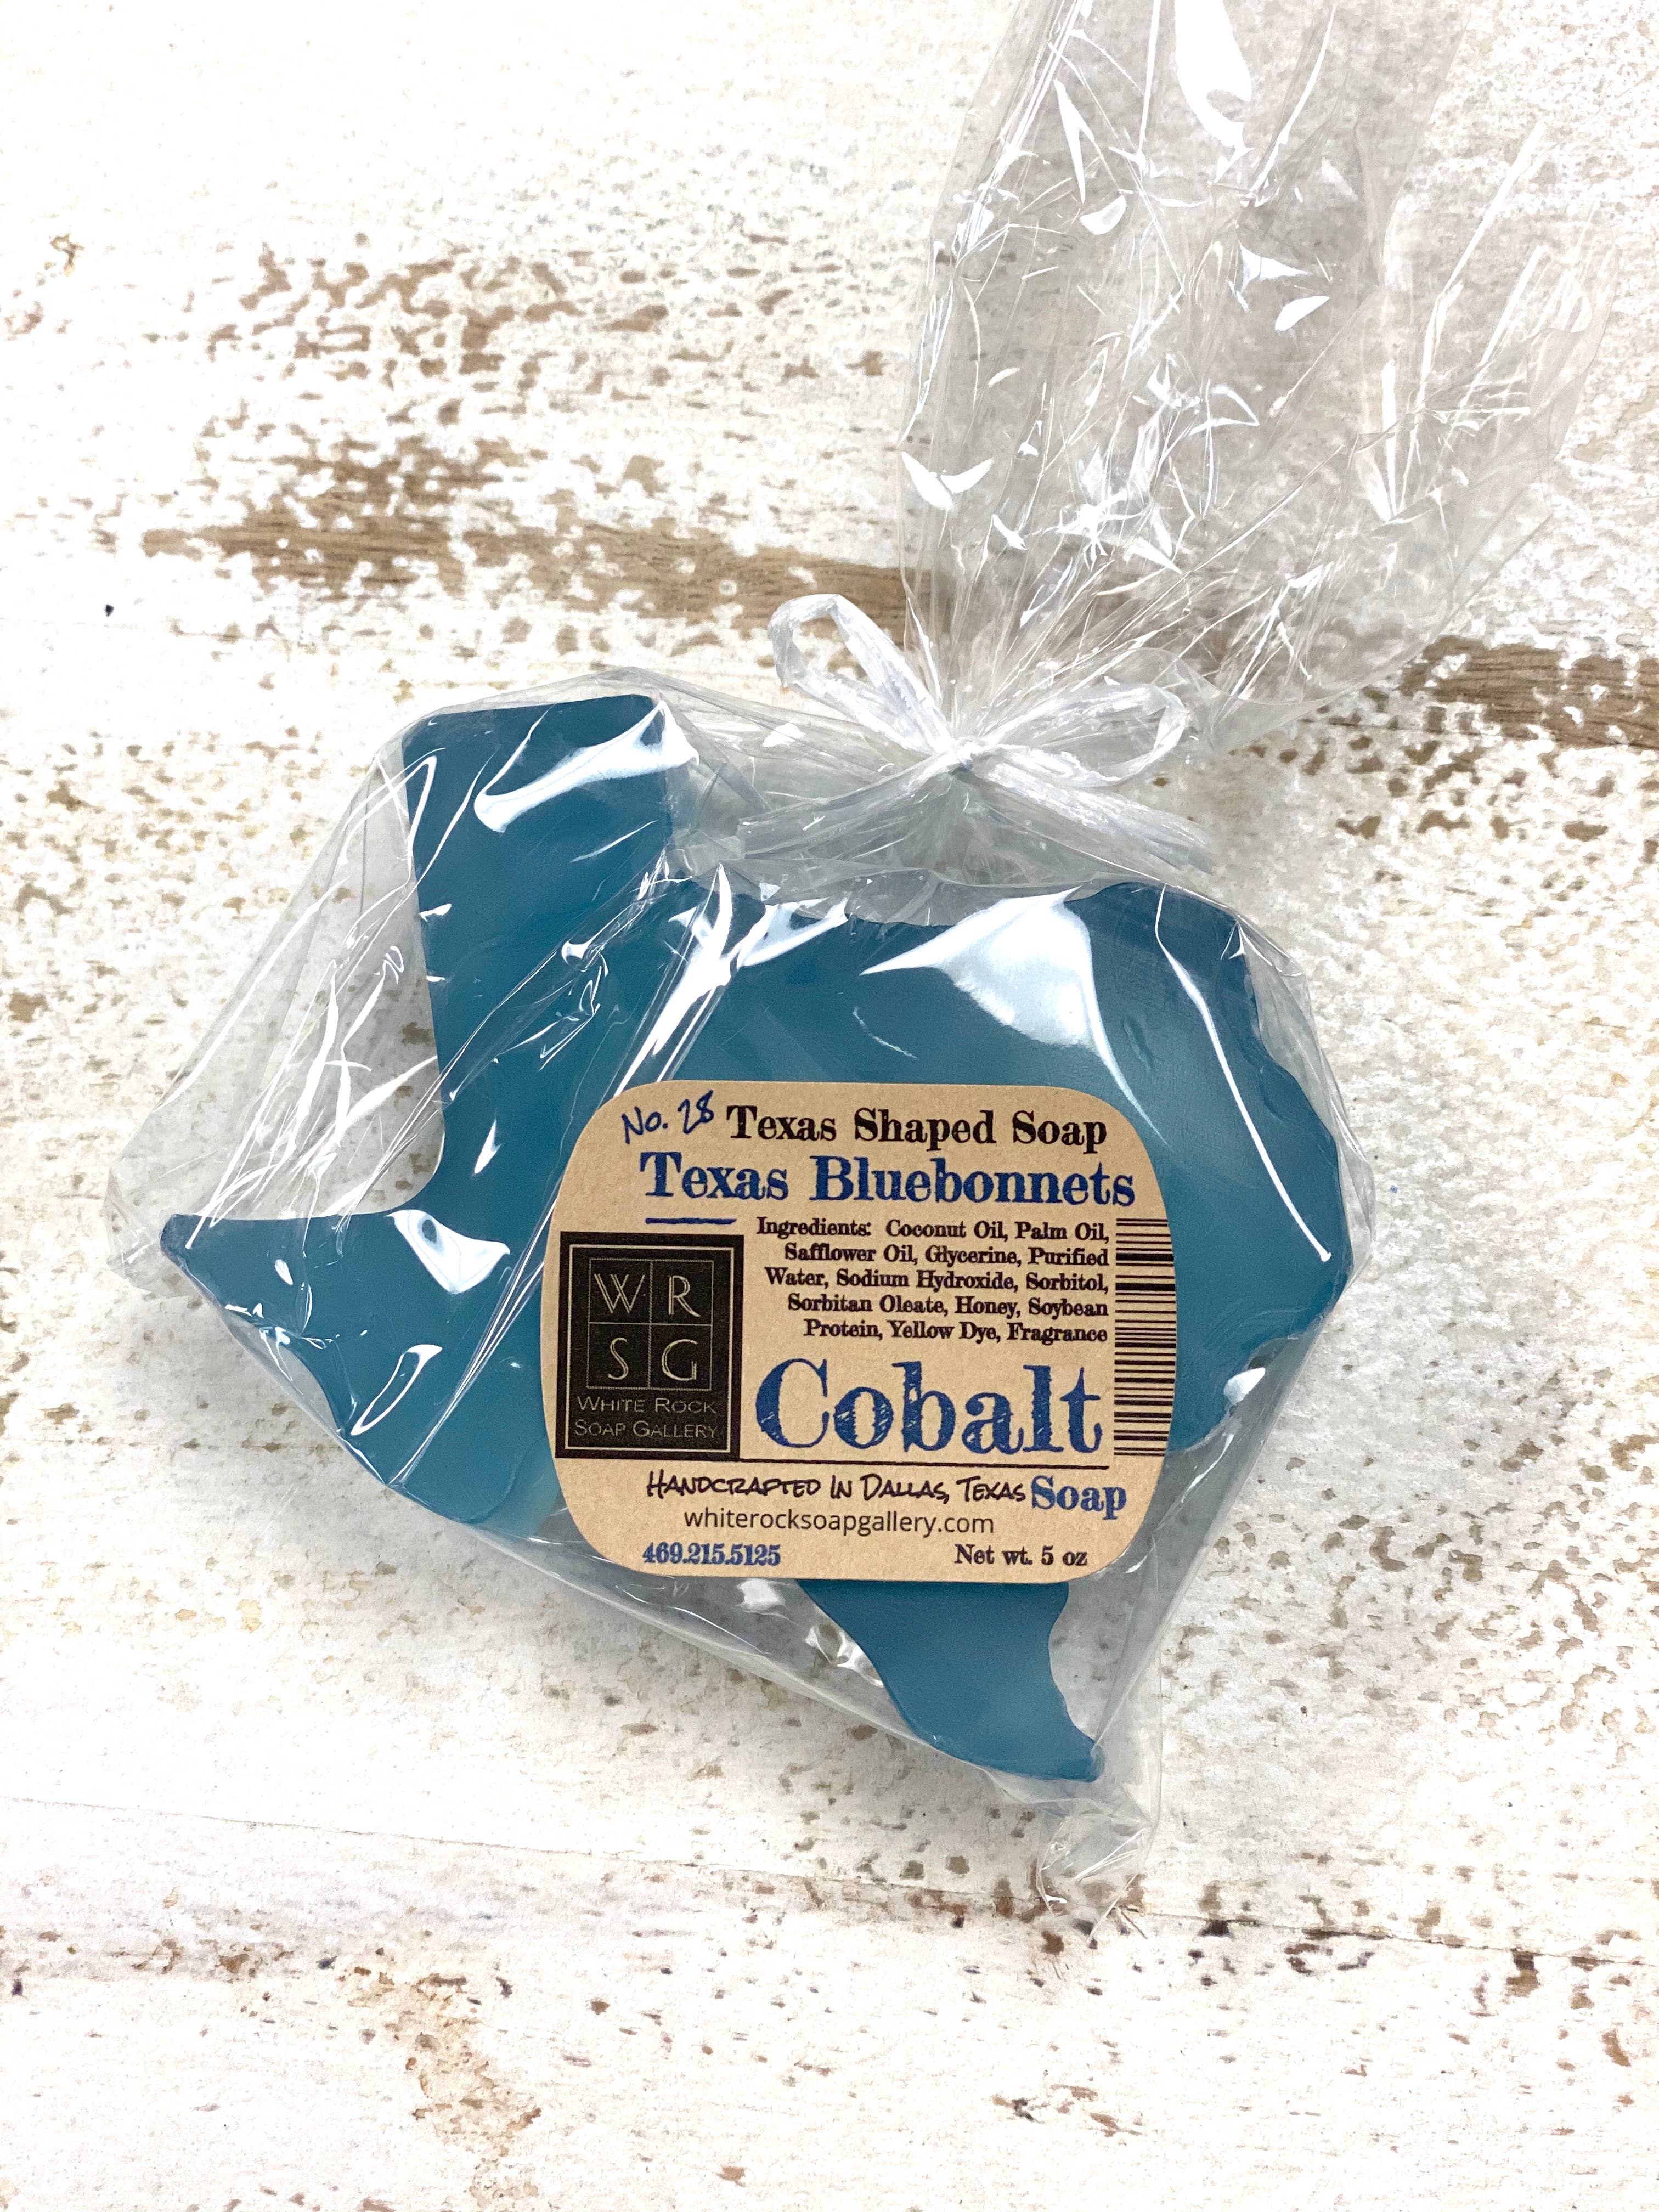 No. 28 Texas Shaped Soap
Texas Bluebonnets
Ingredients: Coconut Oil, Palm Oil,
Safflower Oil, Glycerine, Purified
Water, Sodium Hydroxide, Sorbitol,
Sorbitan Oleate, Honey, Soybean
Protein, Yellow Dye, Fragrance
W R
S G
WHITE ROCK
SOAP GALLERY
Cobalt
HANDCRAFTED IN DALLAS, TEXAS Soap
whiterocksoapgallery.com
469.215.5125 Net wt. 5 oz